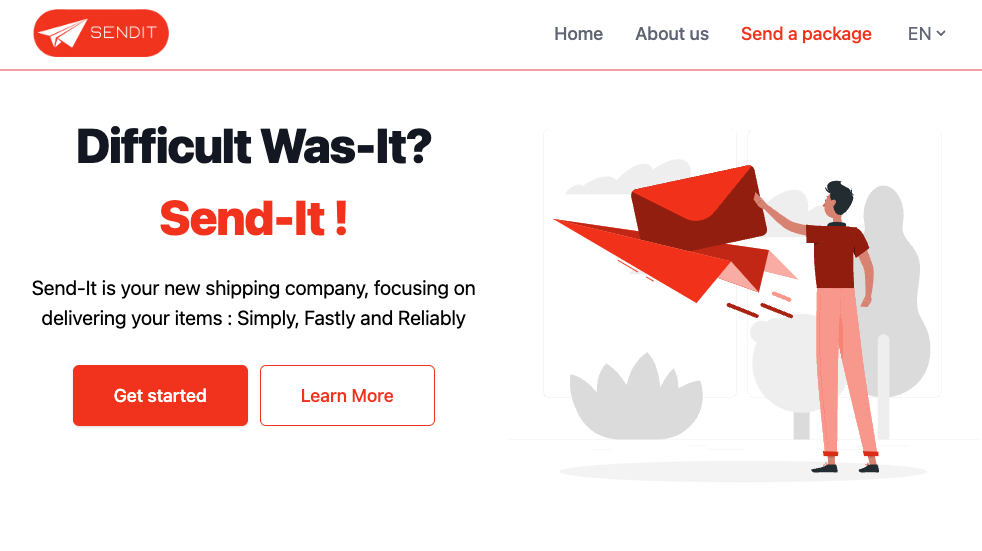 SENDIT
Home
About us
Send a package
EN
Difficult Was-It?
Send-It !
Send-It is your new shipping company, focusing on
delivering your items : Simply, Fastly and Reliably
Get started
Learn More